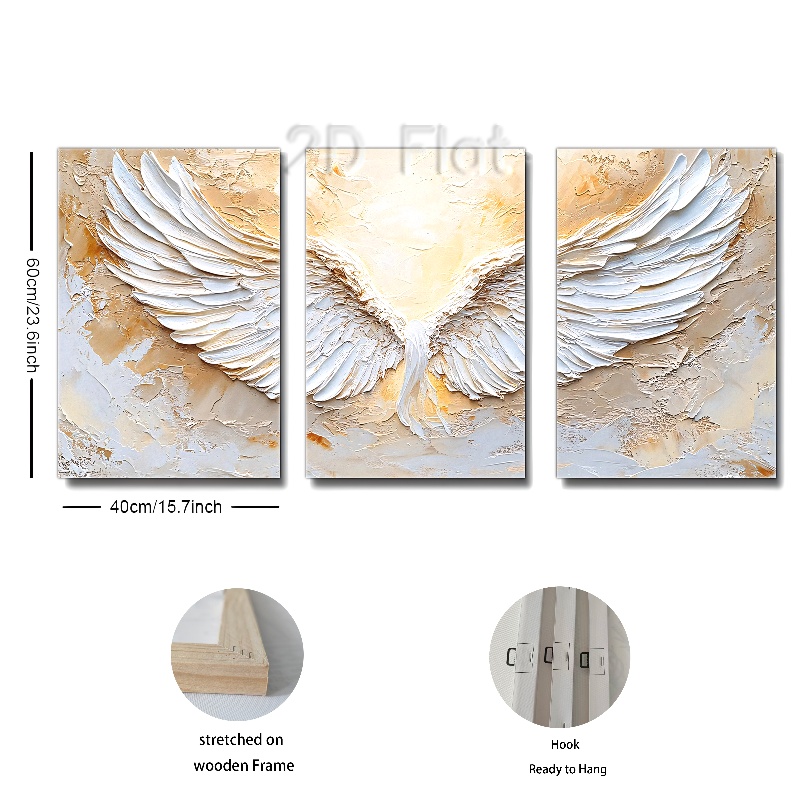 2D Flat
60cm/23.6inch
40cm/15.7inch
stretched on
wooden Frame
Hook
Ready to Hang